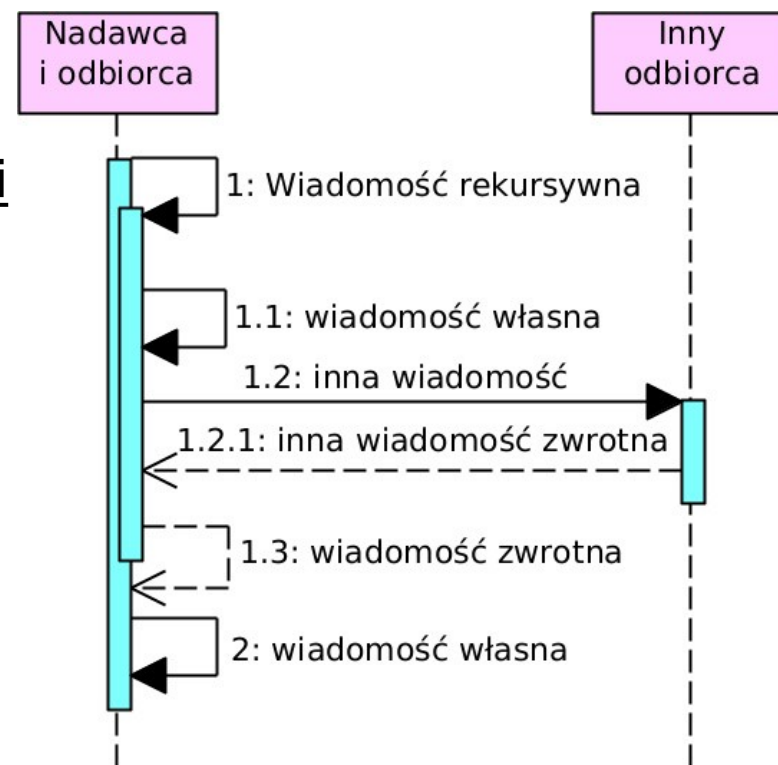 Nadawca
i odbiorca
Inny
odbiorca
i
1: Wiadomość rekursywna
1.1: wiadomość własna
1.2: inna wiadomość
1.2.1: inna wiadomość zwrotna
1.3: wiadomość zwrotna
2: wiadomość własna